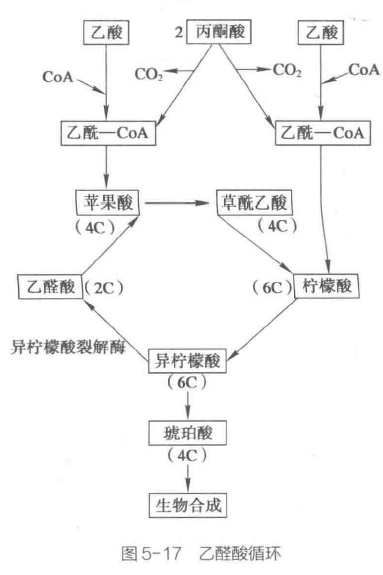 乙酸 2 丙酮酸 乙酸
CoA CO₂ CO₂ CoA
乙酰—CoA 乙酰—CoA
苹果酸 草酰乙酸
(4C) (4C)
乙醛酸 (2C) (6C) 柠檬酸
异柠檬酸裂解酶
异柠檬酸
(6C)
琥珀酸
(4C)
生物合成
图5-17 乙醛酸循环